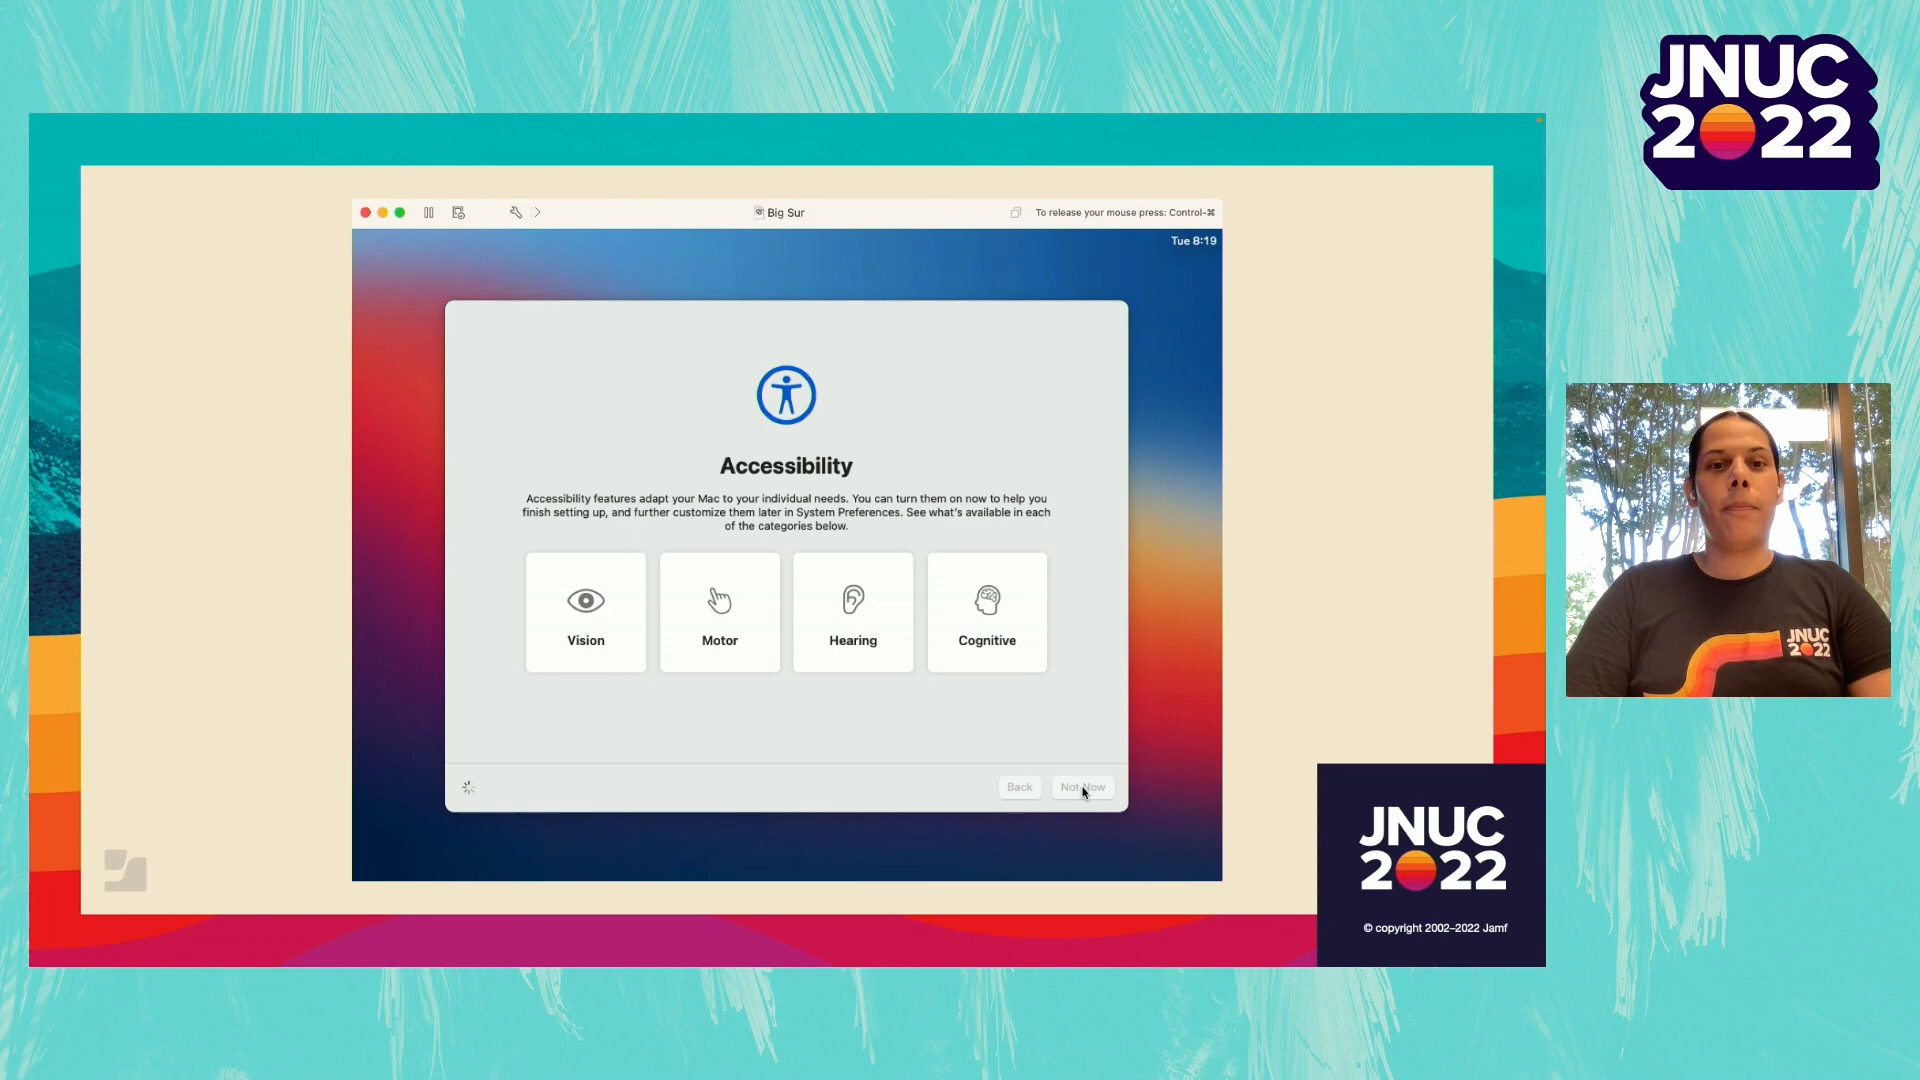 JNUC
2022
Big Sur
To release your mouse press: Control-⌘
Tue 8:19
Accessibility
Accessibility features adapt your Mac to your individual needs. You can turn them on now to help you
finish setting up, and further customize them later in System Preferences. See what's available in each
of the categories below.
Vision
Motor
Hearing
Cognitive
Back
Not Now
JNUC
2022
JNUC
2022
© copyright 2002–2022 Jamf